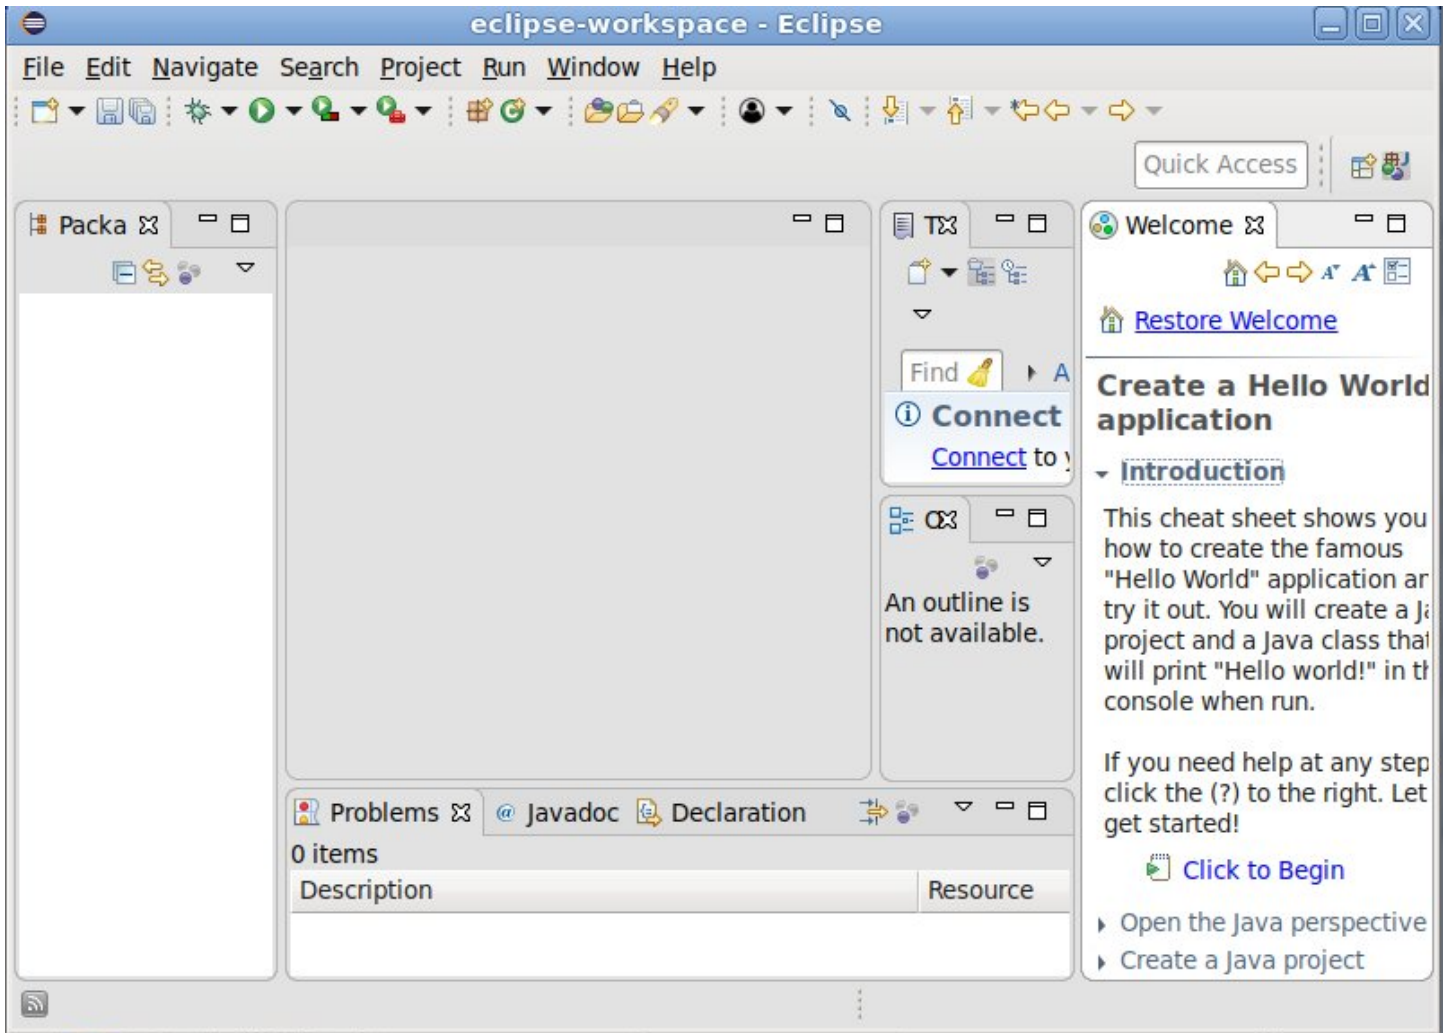 eclipse-workspace - Eclipse
File Edit Navigate Search Project Run Window Help
Quick Access
Packa
Welcome
Restore Welcome
Find
A
Connect
Connect to
Create a Hello World
application
Introduction
This cheat sheet shows you
how to create the famous
"Hello World" application
try it out. You will create a
project and a Java class that
will print "Hello world!" in
console when run.
If you need help at any step
click the (?) to the right. Let
get started!
Click to Begin
Open the Java perspective
Create a Java project
An outline is
not available.
Problems @ Javadoc Declaration
0 items
Description Resource